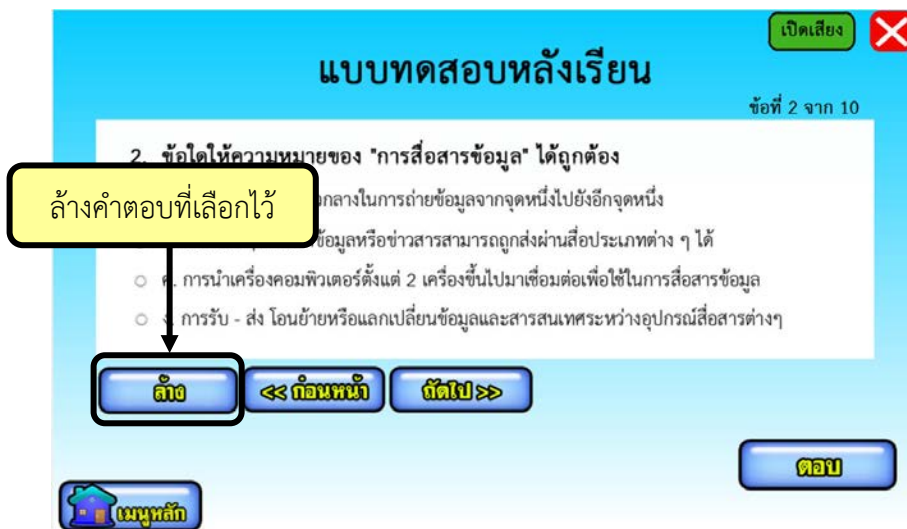 เปิดเสียง
แบบทดสอบหลังเรียน
ข้อที่ 2 จาก 10
2. ข้อใดให้ความหมายของ "การสื่อสารข้อมูล" ได้ถูกต้อง
ล้างคำตอบที่เลือกไว้
กลางในการถ่ายข้อมูลจากจุดหนึ่งไปยังอีกจุดหนึ่ง
ข้อมูลหรือข่าวสารสามารถถูกส่งผ่านสื่อประเภทต่าง ๆ ได้
ค. การนำเครื่องคอมพิวเตอร์ตั้งแต่ 2 เครื่องขึ้นไปมาเชื่อมต่อเพื่อใช้ในการสื่อสารข้อมูล
ง. การรับ - ส่ง โอนย้ายหรือแลกเปลี่ยนข้อมูลและสารสนเทศระหว่างอุปกรณ์สื่อสารต่างๆ
ล้าง << ก่อนหน้า ถัดไป >>
ตอบ
เมนูหลัก